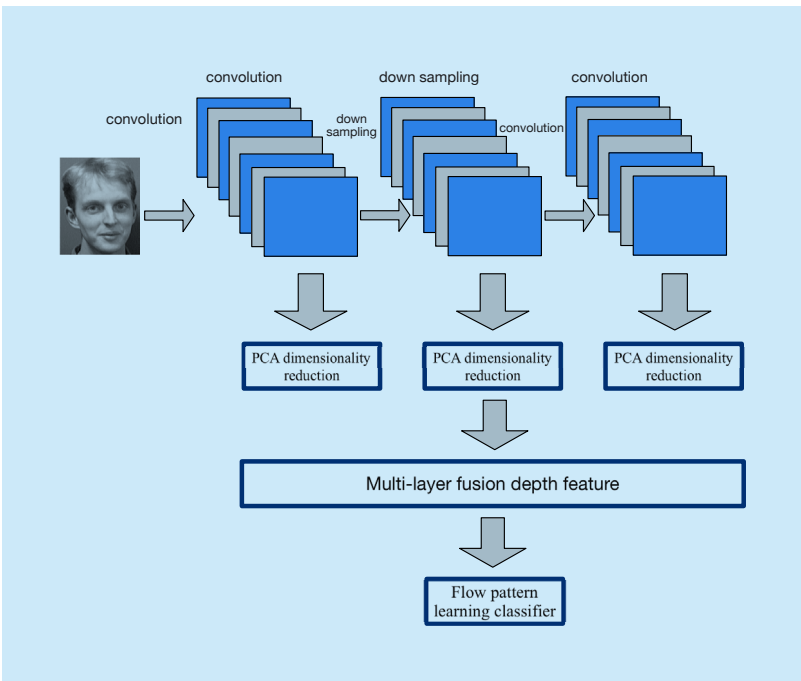 convolution
down sampling
convolution
convolution
down
sampling
convolution
PCA dimensionality
reduction
PCA dimensionality
reduction
PCA dimensionality
reduction
Multi-layer fusion depth feature
Flow pattern
learning classifier